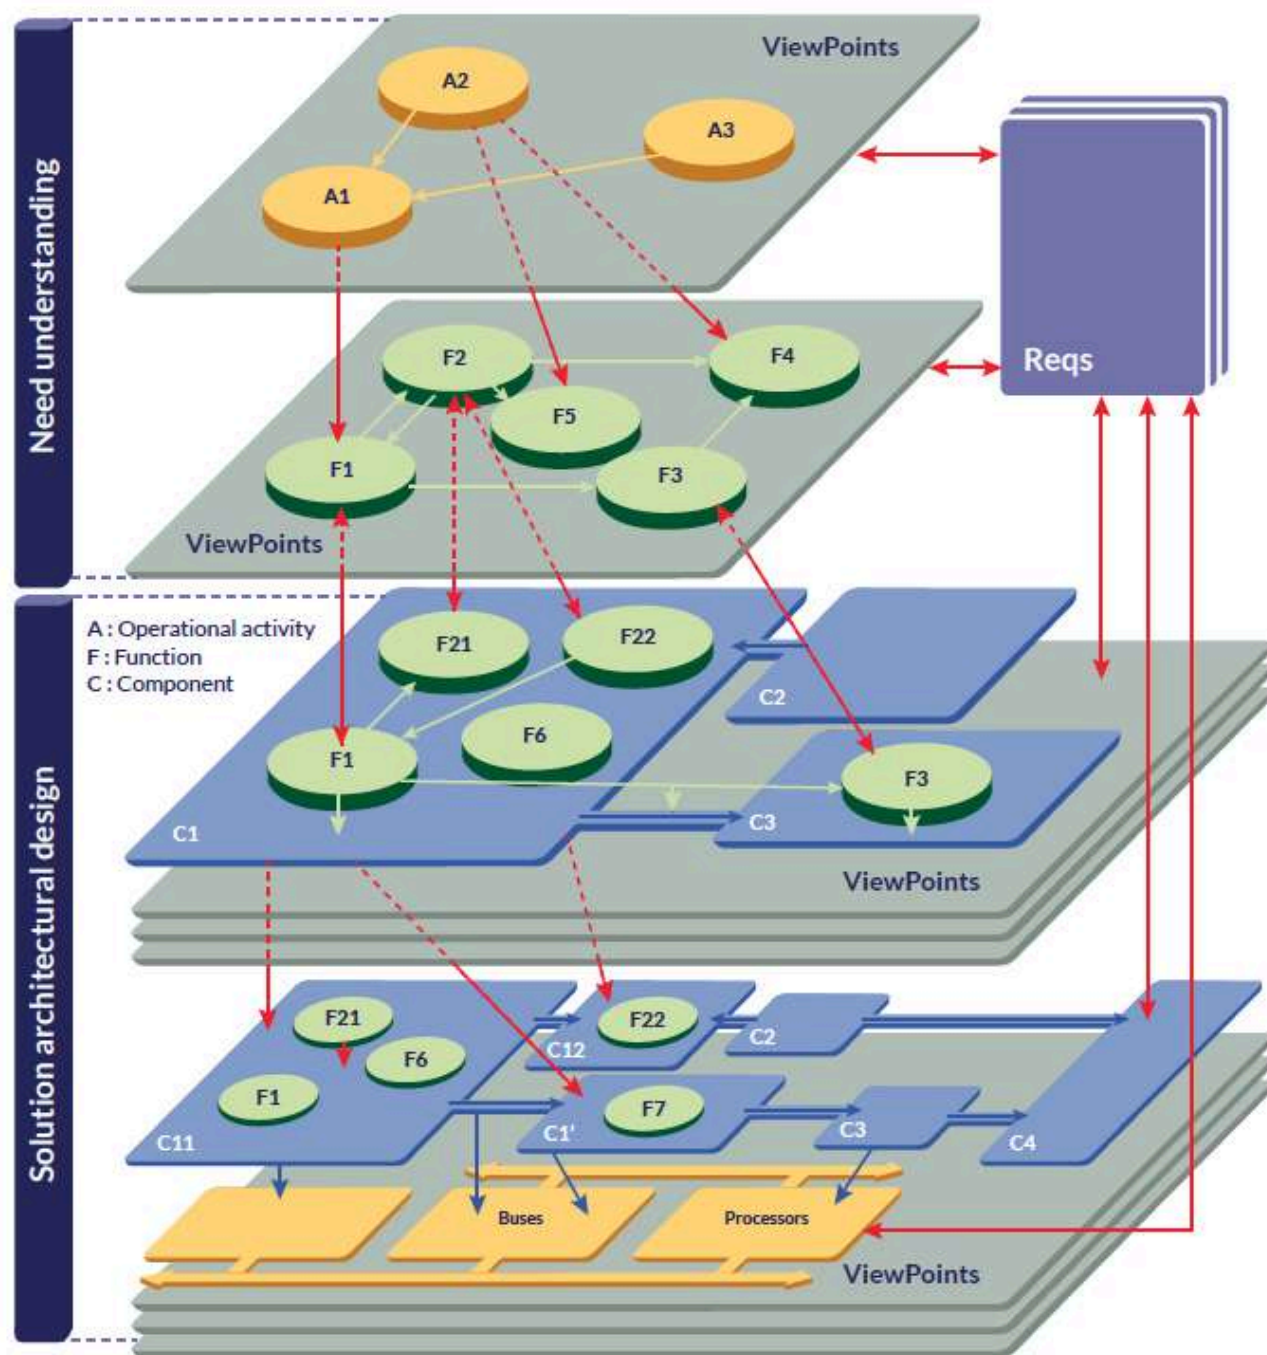 Need understanding
ViewPoints
A2
A3
A1
Reqs
F2
F4
F5
F1
F3
ViewPoints
Solution architectural design
A : Operational activity
F : Function
C : Component
F21
F22
C2
F6
F1
F3
C1
C3
ViewPoints
F21
F22
C2
C12
F6
F1
F7
C11
C1'
C3
C4
Buses
Processors
ViewPoints